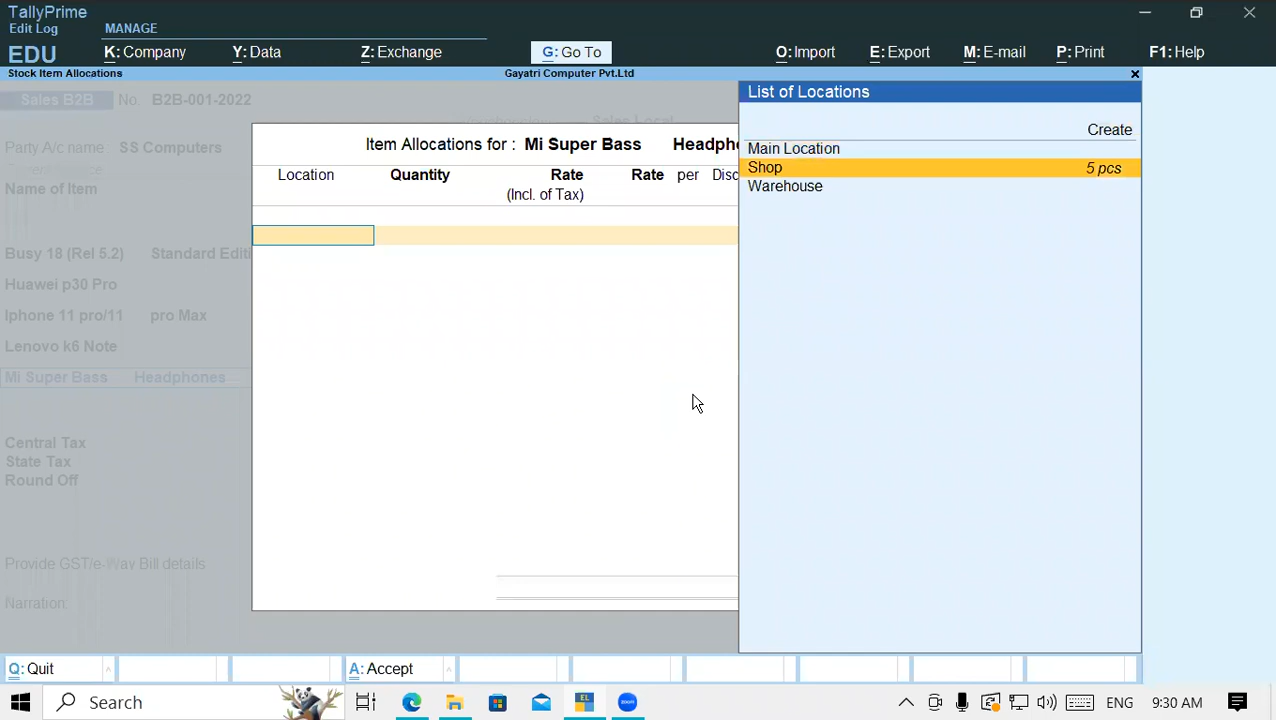 TallyPrime
Edit Log
MANAGE
EDU
K: Company
Y: Data
Z: Exchange
G: Go To
O: Import
E: Export
M: E-mail
P: Print
F1: Help
Stock Item Allocations
Gayatri Computer Pvt.Ltd
Sales B2B
No.
B2B-001-2022
Sales Local
Party A/c name :
SS Computers
Name of Item
Busy 18 (Rel 5.2) Standard Editi
Huawei p30 Pro
Iphone 11 pro/11 pro Max
Lenovo k6 Note
Mi Super Bass Headphones
Central Tax
State Tax
Round Off
Provide GST/e-Way Bill details
Narration:
Item Allocations for : Mi Super Bass Headpho
Location Quantity Rate Rate per Disc
(Incl. of Tax)
List of Locations
Create
Main Location
Shop 5 pcs
Warehouse
Q: Quit
A: Accept
Search
zoom
EL
ENG
9:30 AM